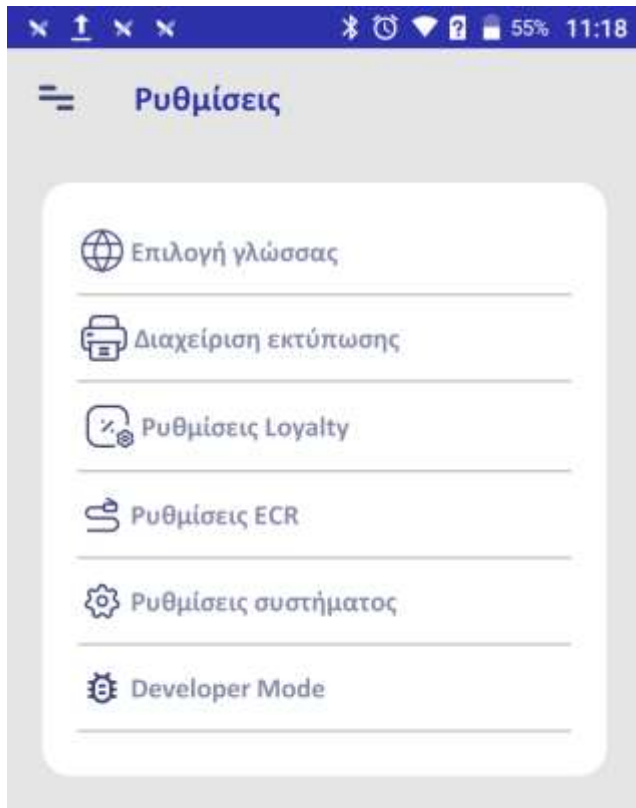 55% 11:18
Ρυθμίσεις
Επιλογή γλώσσας
Διαχείριση εκτύπωσης
Ρυθμίσεις Loyalty
Ρυθμίσεις ECR
Ρυθμίσεις συστήματος
Developer Mode